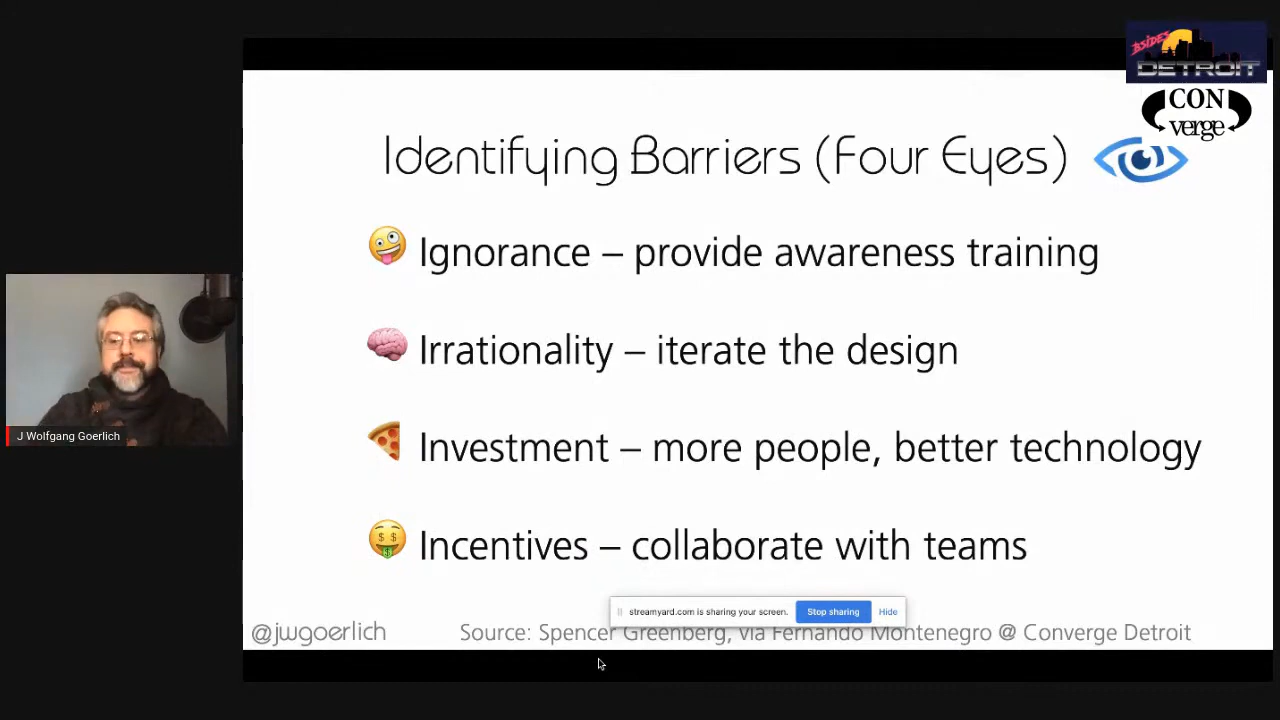 BSIDES
DETROIT
CON
verge
Identifying Barriers (Four Eyes)
Ignorance – provide awareness training
Irrationality – iterate the design
Investment – more people, better technology
Incentives – collaborate with teams
J Wolfgang Goerlich
streamyard.com is sharing your screen.
Stop sharing
Hide
@jwgoerlich
Source: Spencer Greenberg, via Fernando Montenegro @ Converge Detroit